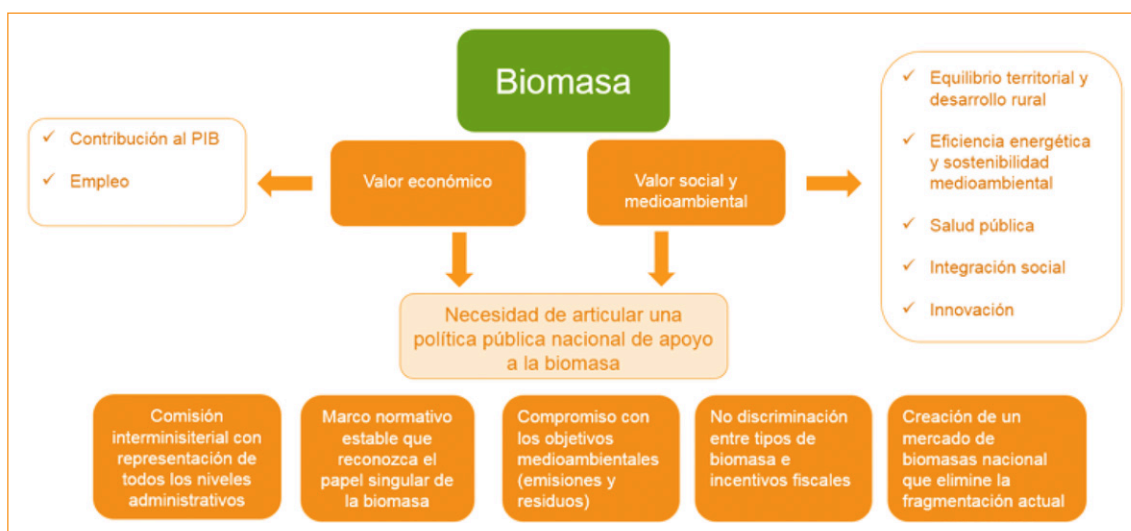 Biomasa
✓ Contribución al PIB
✓ Empleo
Valor económico
Valor social y
medioambiental
✓ Equilibrio territorial y
desarrollo rural
✓ Eficiencia energética
y sostenibilidad
medioambiental
✓ Salud pública
✓ Integración social
✓ Innovación
Necesidad de articular una
política pública nacional de apoyo
a la biomasa
Comisión
interminisiterial con
representación de
todos los niveles
administrativos
Marco normativo
estable que
reconozca el
papel singular de
la biomasa
Compromiso con
los objetivos
medioambientales
(emisiones y
residuos)
No discriminación
entre tipos de
biomasa e
incentivos fiscales
Creación de un
mercado de
biomasas nacional
que elimine la
fragmentación actual